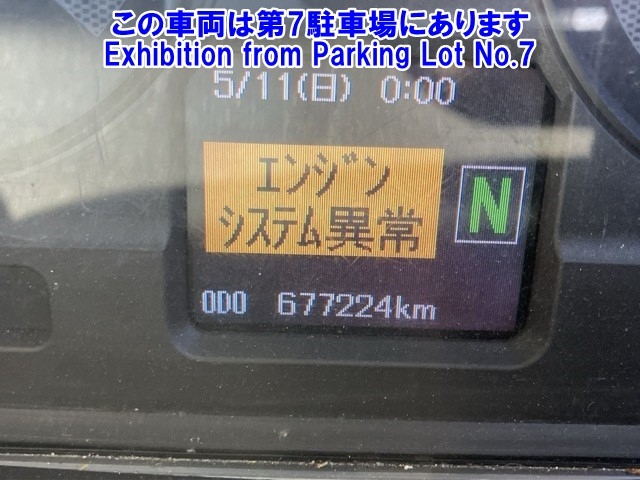 この車両は第7駐車場にあります
Exhibition from Parking Lot No.7
5/11(日) 0:00
エンジン
システム異常
N
ODO 677224km